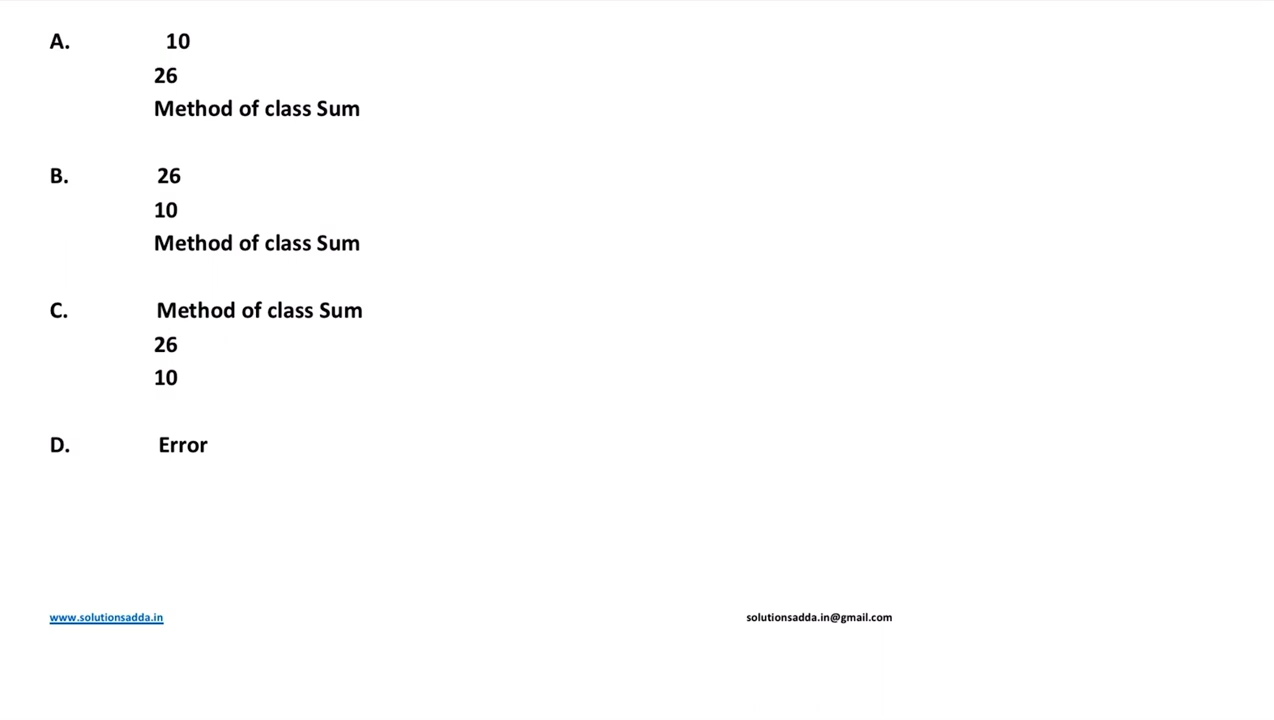 A. 10
26
Method of class Sum
B. 26
10
Method of class Sum
C. Method of class Sum
26
10
D. Error
www.solutionsadda.in solutionsadda.in@gmail.com